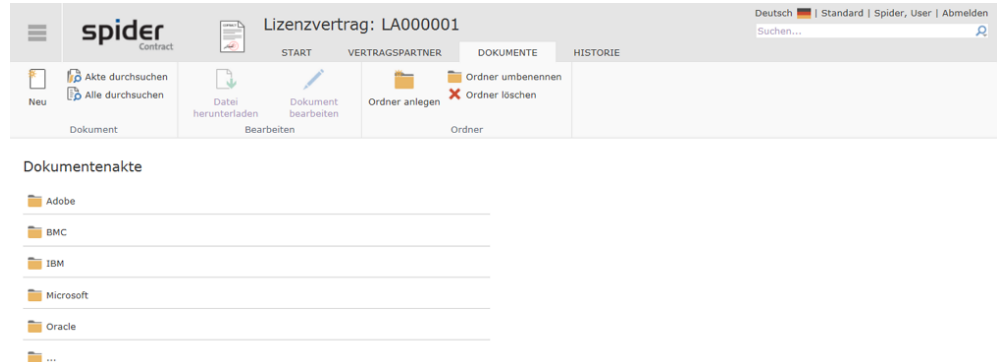 Deutsch | Standard | Spider, User | Abmelden
spider
Contract
Lizenzvertrag: LA000001
Suchen...
START VERTRAGSPARTNER DOKUMENTE HISTORIE
Neu
Akte durchsuchen
Alle durchsuchen
Dokument
Datei
herunterladen
Dokument
bearbeiten
Bearbeiten
Ordner anlegen
Ordner umbenennen
Ordner löschen
Ordner
Dokumentenakte
Adobe
BMC
IBM
Microsoft
Oracle
...